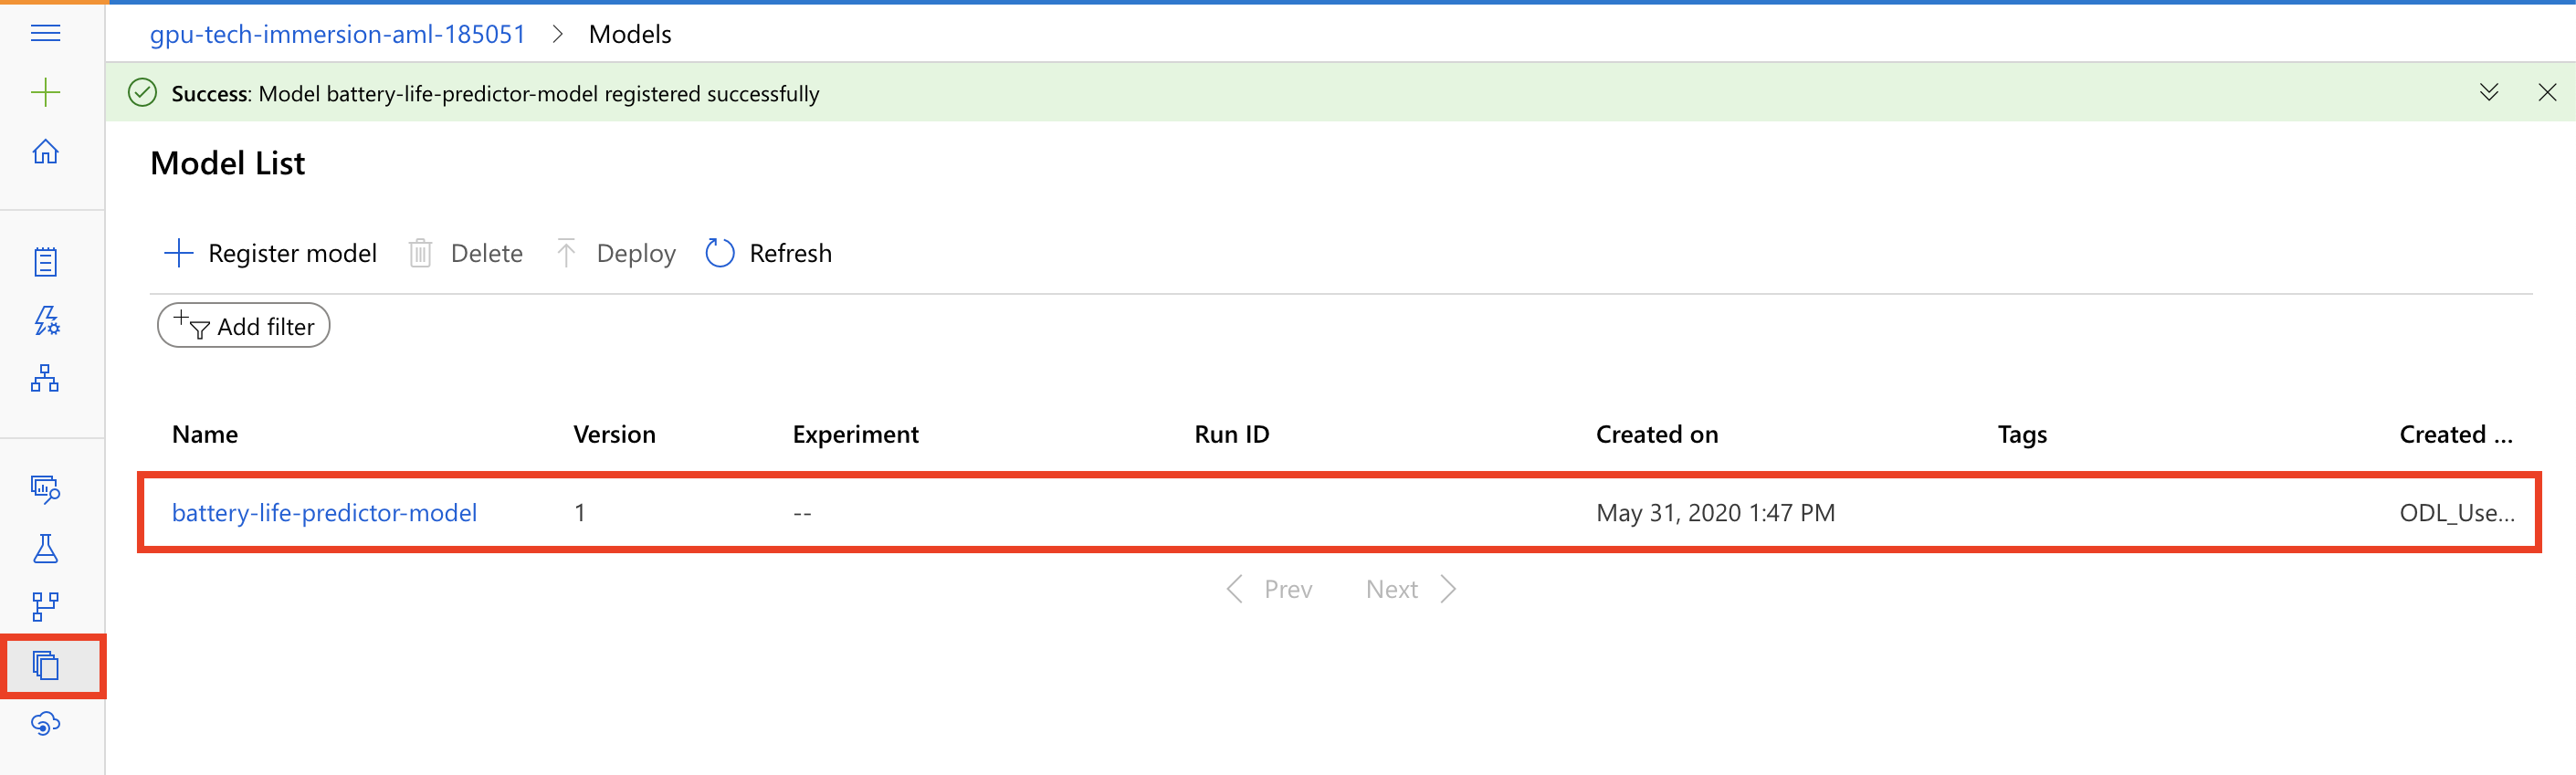 gpu-tech-immersion-aml-185051 > Models
Success: Model battery-life-predictor-model registered successfully
Model List
Register model Delete Deploy Refresh
Add filter
Name Version Experiment Run ID Created on Tags Created ...
battery-life-predictor-model 1 -- May 31, 2020 1:47 PM ODL_Use...
Prev Next